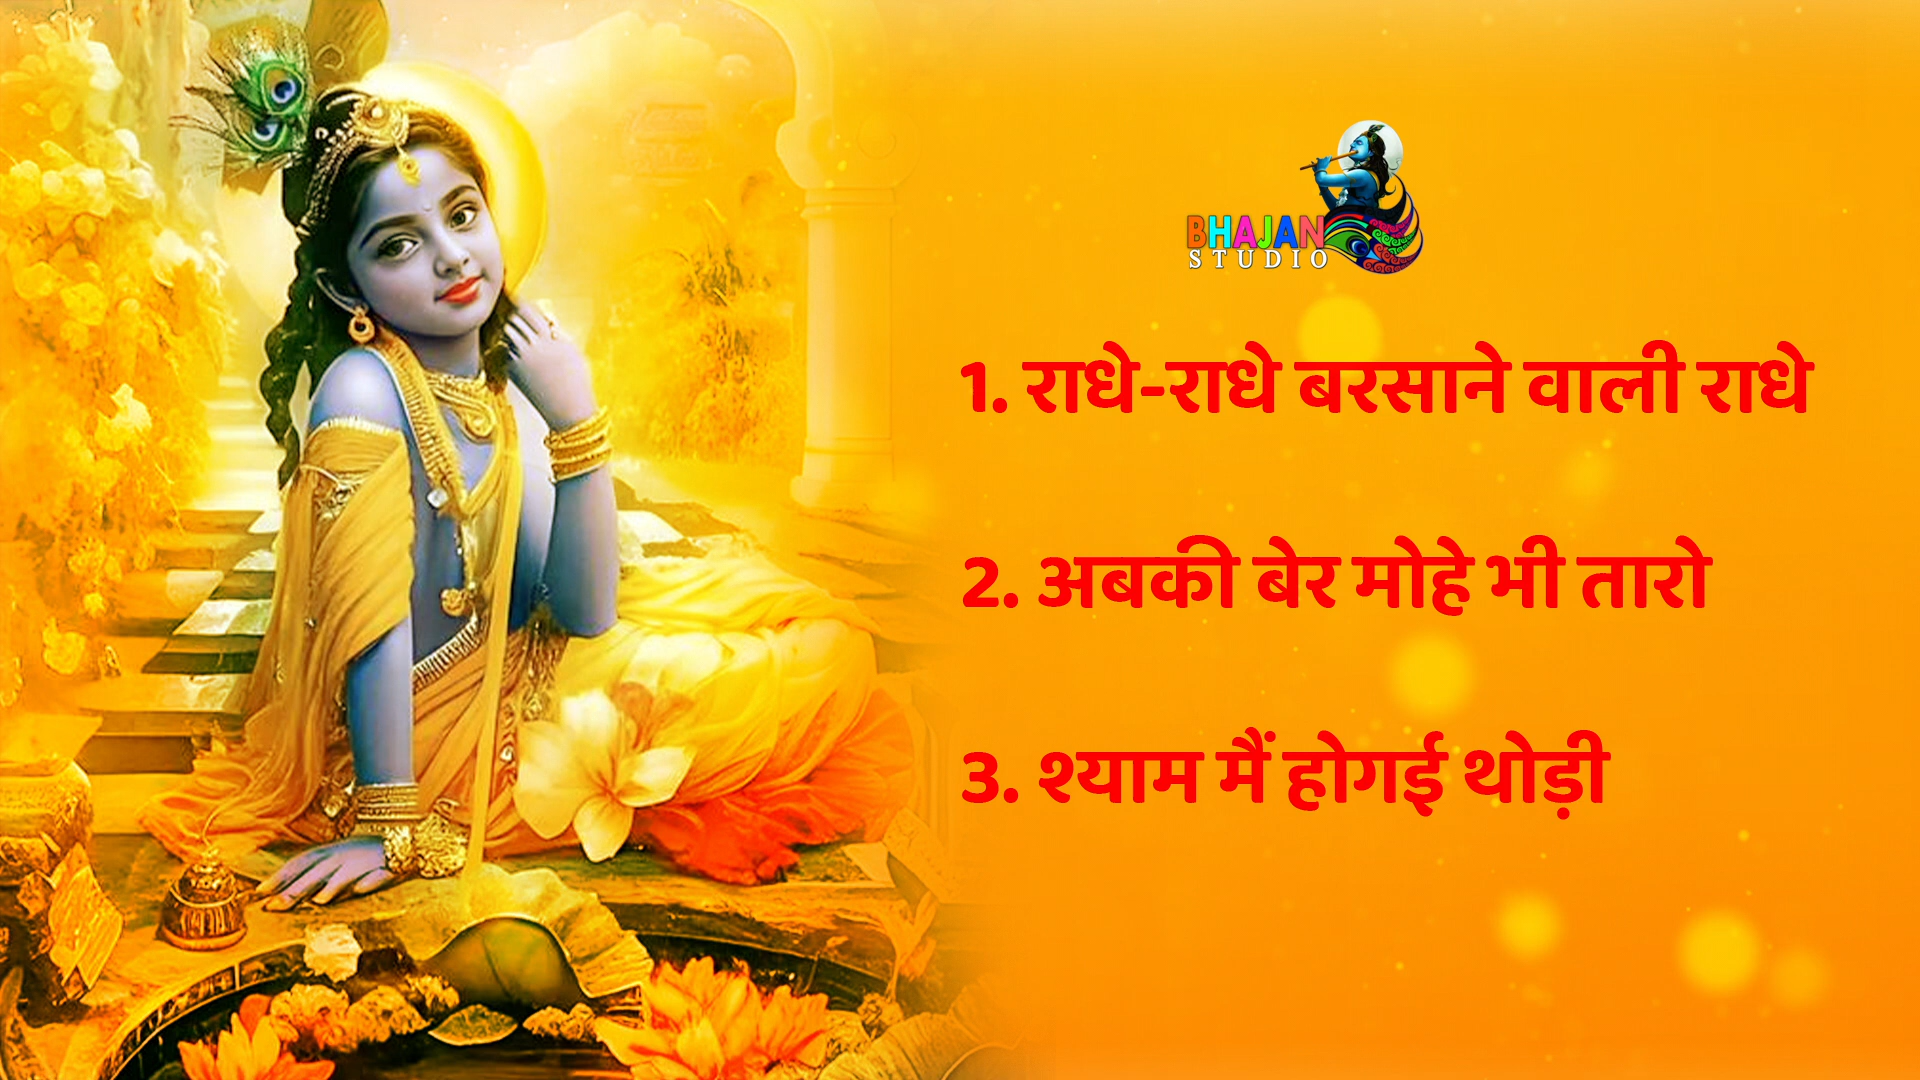 BHAJAN
STUDIO
1. राधे-राधे बरसाने वाली राधे
2. अबकी बेर मोहे भी तारो
3. श्याम मैं होगई थोड़ी